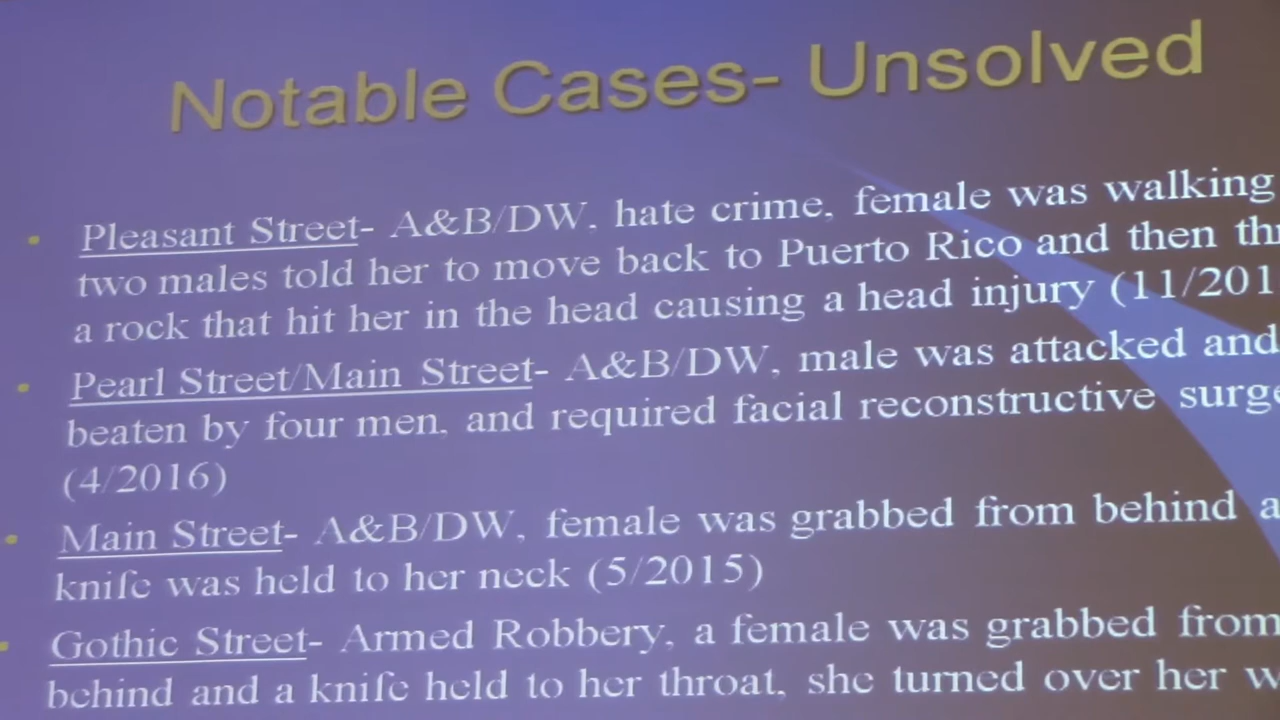 Notable Cases- Unsolved
Pleasant Street- A&B/DW, hate crime, female was walking
two males told her to move back to Puerto Rico and then
a rock that hit her in the head causing a head injury
Pearl Street/Main Street- A&B/DW, male was attacked and
beaten by four men, and required facial reconstructive
(4/2016)
Main Street- A&B/DW, female was grabbed from behind
knife was held to her neck (5/2015)
Gothic Street- Armed Robbery, a female was grabbed from
behind and a knife held to her throat, she turned over her